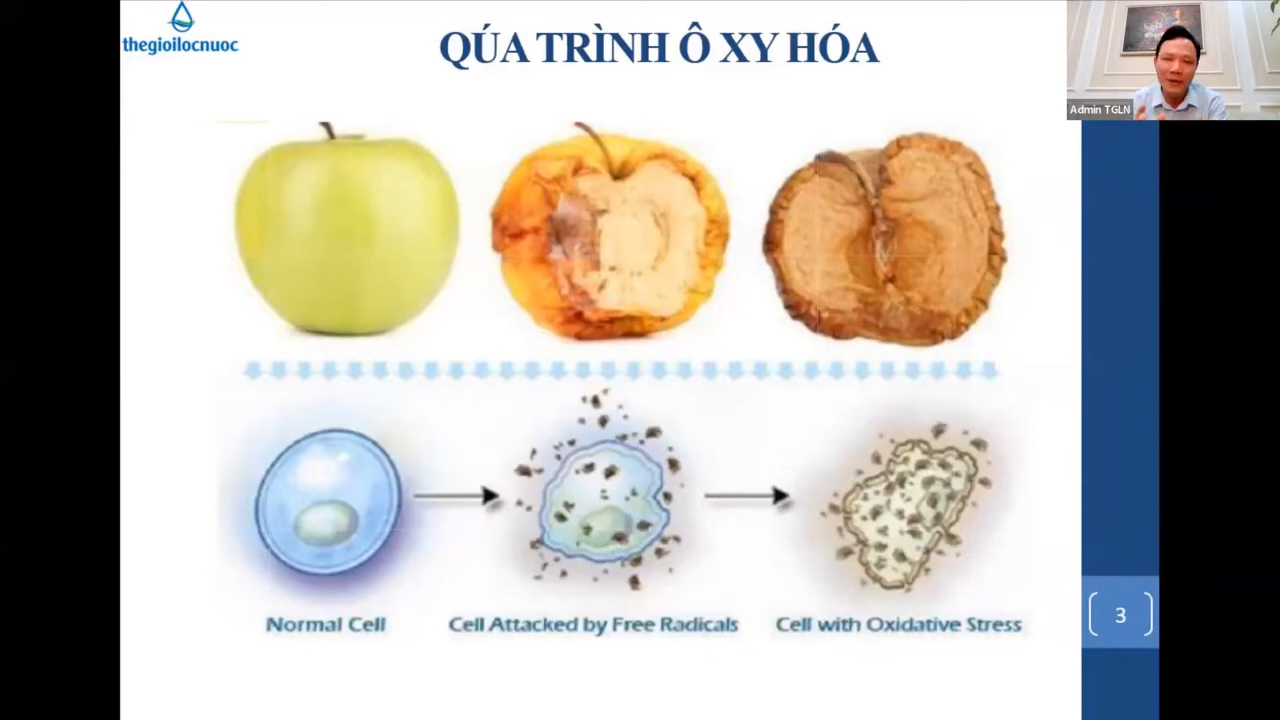 thegioilocnuoc
QÚA TRÌNH Ô XY HÓA
Admin TGLN
Normal Cell
Cell Attacked by Free Radicals
Cell with Oxidative Stress
3